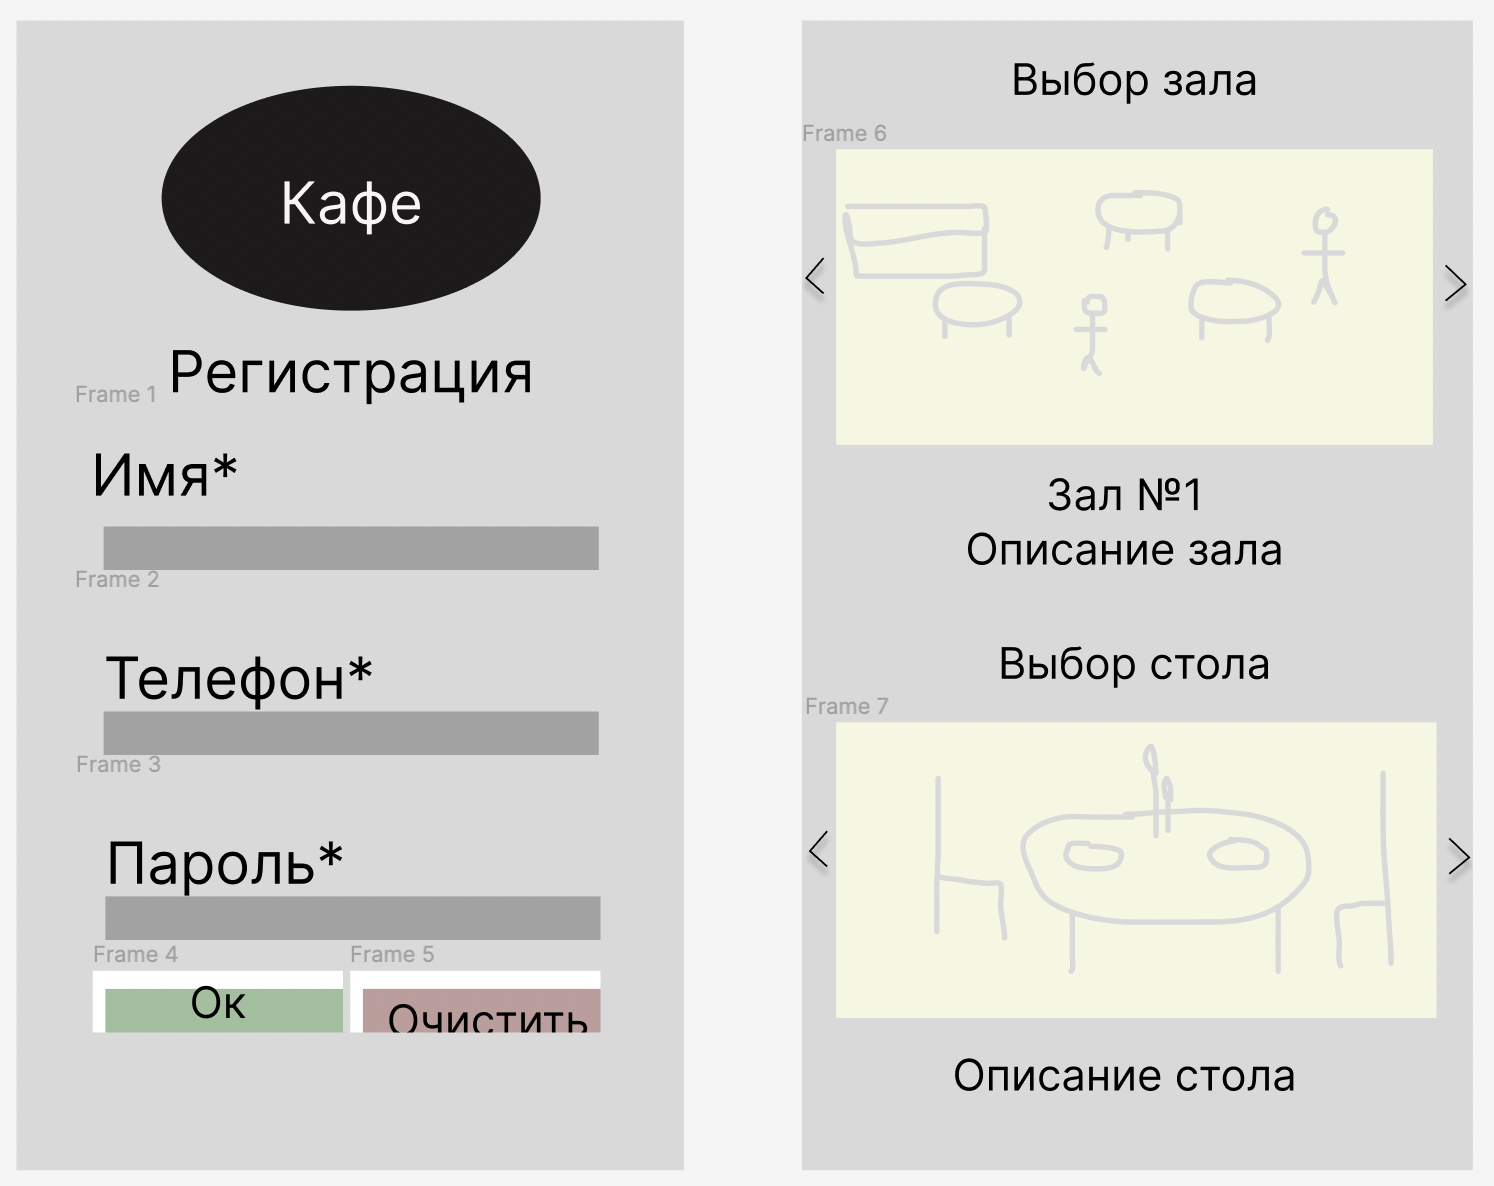 Кафе
Регистрация
Frame 1
Имя*
Frame 2
Телефон*
Frame 3
Пароль*
Frame 4
Frame 5
Ок
Очистить
Выбор зала
Frame 6
Зал №1
Описание зала
Выбор стола
Frame 7
Описание стола